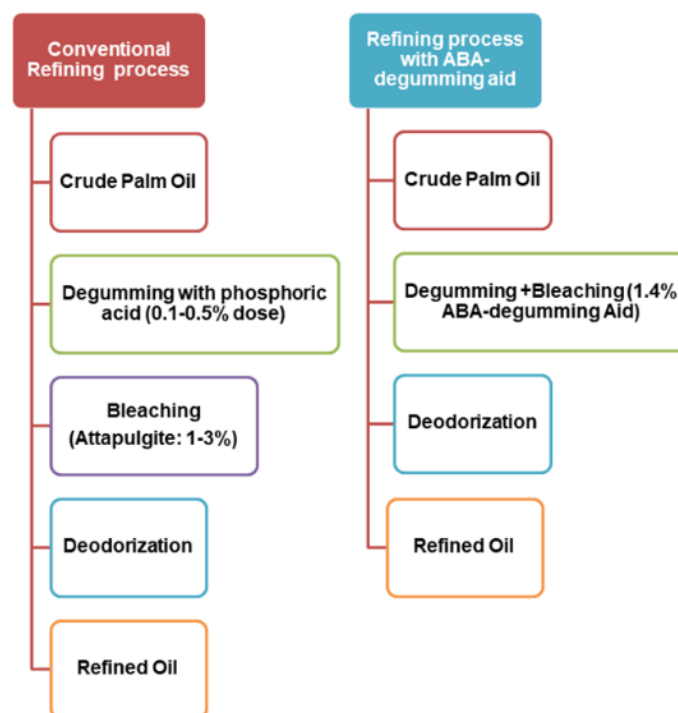 Conventional
Refining process
Crude Palm Oil
Degumming with phosphoric
acid (0.1-0.5% dose)
Bleaching
(Attapulgite: 1-3%)
Deodorization
Refined Oil
Refining process
with ABA-
degumming aid
Crude Palm Oil
Degumming +Bleaching (1.4%
ABA-degumming Aid)
Deodorization
Refined Oil